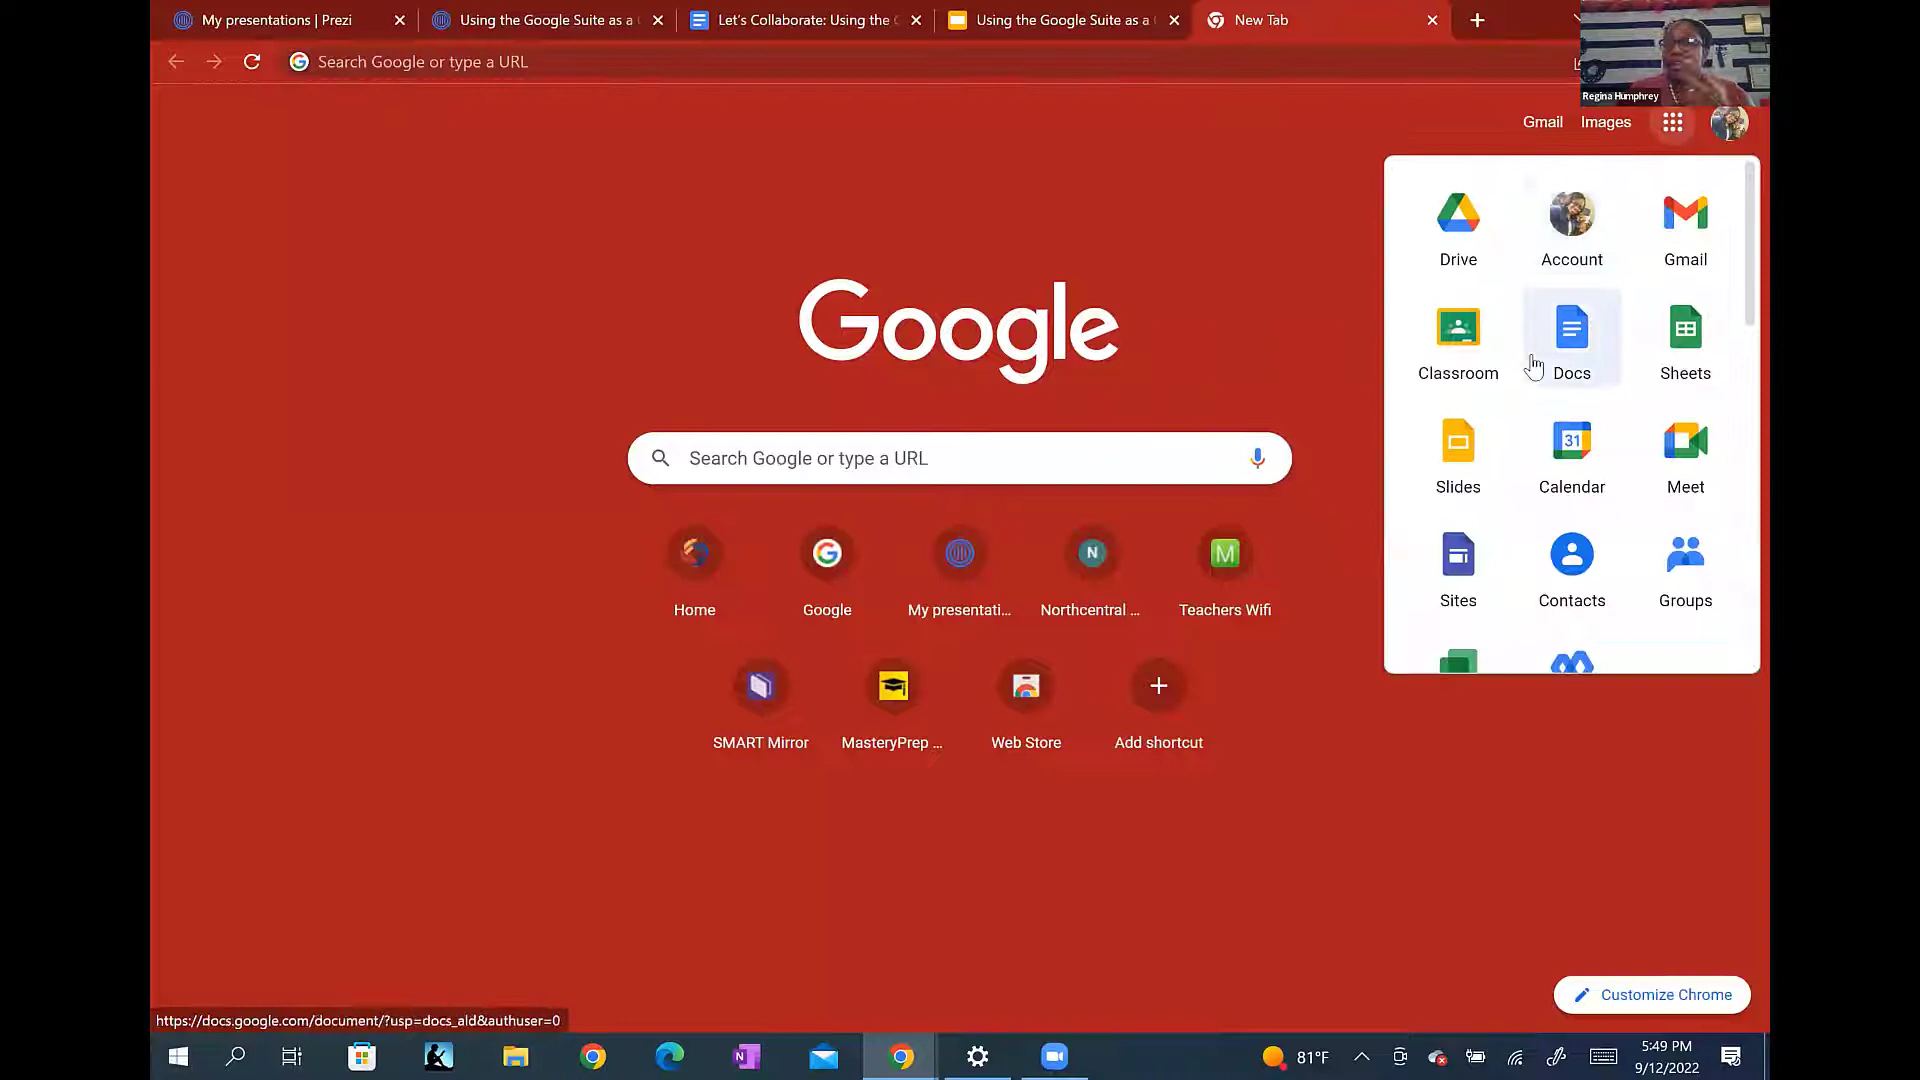 My presentations | Prezi
Using the Google Suite as a
Let's Collaborate: Using the
Using the Google Suite as a
New Tab
Search Google or type a URL
Regina Humphrey
Gmail Images
Drive Account Gmail
Classroom Docs Sheets
Slides Calendar Meet
Sites Contacts Groups
Google
Search Google or type a URL
Home Google My presentati... Northcentral ... Teachers Wifi
SMART Mirror MasteryPrep ... Web Store Add shortcut
Customize Chrome
https://docs.google.com/document/?usp=docs_ald&authuser=0
81°F
5:49 PM
9/12/2022